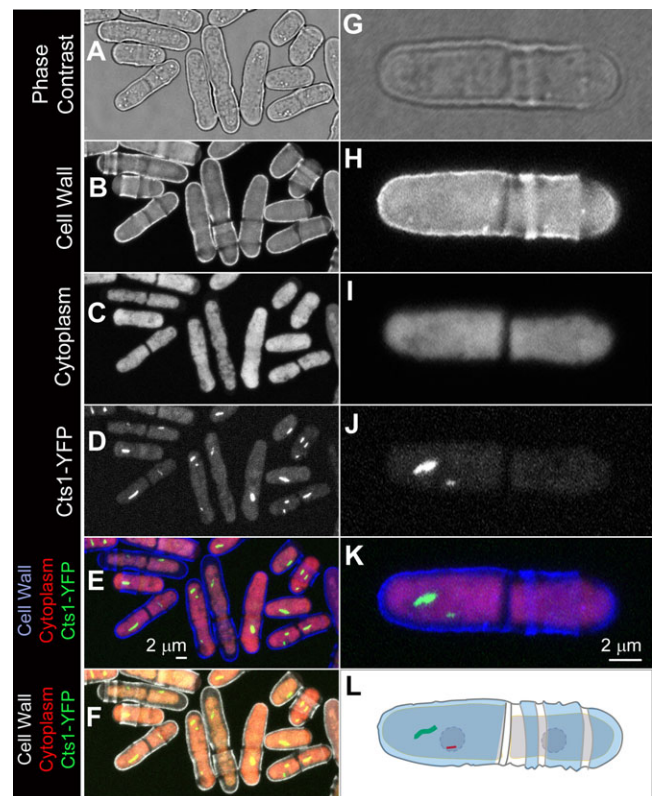 Phase
Contrast
Cell Wall
Cytoplasm
Cts1-YFP
Cell Wall
Cytoplasm
Cts1-YFP
Cell Wall
Cytoplasm
Cts1-YFP
A
B
C
D
E
2 µm
F
G
H
I
J
K
2 µm
L